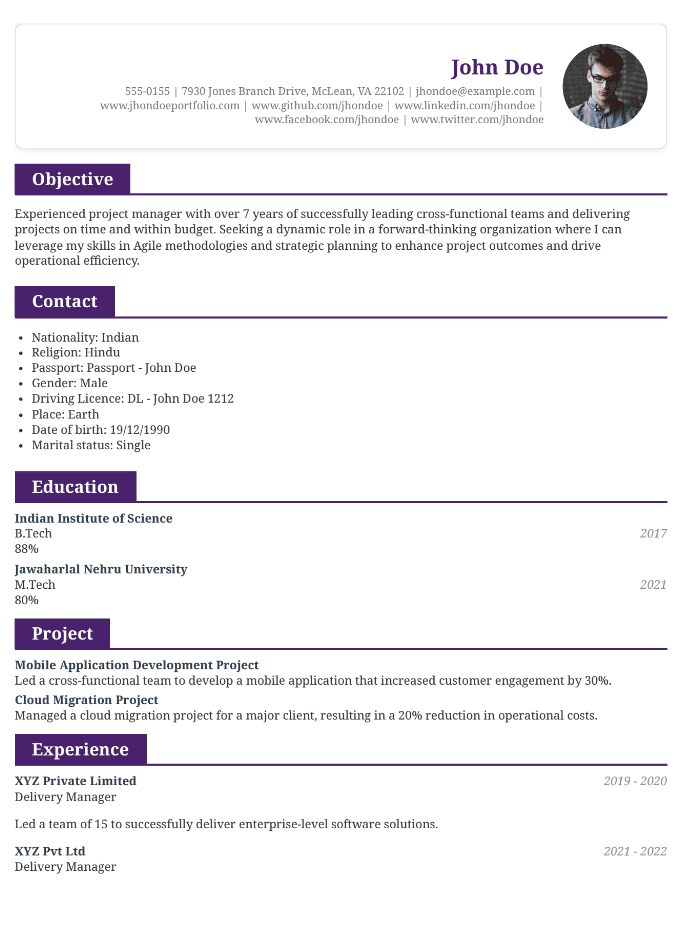 John Doe
555-0155 | 7930 Jones Branch Drive, McLean, VA 22102 | jhondoe@example.com |
www.jhondoeportfolio.com | www.github.com/jhondoe | www.linkedin.com/jhondoe |
www.facebook.com/jhondoe | www.twitter.com/jhondoe
Objective
Experienced project manager with over 7 years of successfully leading cross-functional teams and delivering
projects on time and within budget. Seeking a dynamic role in a forward-thinking organization where I can
leverage my skills in Agile methodologies and strategic planning to enhance project outcomes and drive
operational efficiency.
Contact
• Nationality: Indian
• Religion: Hindu
• Passport: Passport - John Doe
• Gender: Male
• Driving Licence: DL - John Doe 1212
• Place: Earth
• Date of birth: 19/12/1990
• Marital status: Single
Education
Indian Institute of Science
B.Tech 2017
88%
Jawaharlal Nehru University
M.Tech 2021
80%
Project
Mobile Application Development Project
Led a cross-functional team to develop a mobile application that increased customer engagement by 30%.
Cloud Migration Project
Managed a cloud migration project for a major client, resulting in a 20% reduction in operational costs.
Experience
XYZ Private Limited 2019 - 2020
Delivery Manager
Led a team of 15 to successfully deliver enterprise-level software solutions.
XYZ Pvt Ltd 2021 - 2022
Delivery Manager